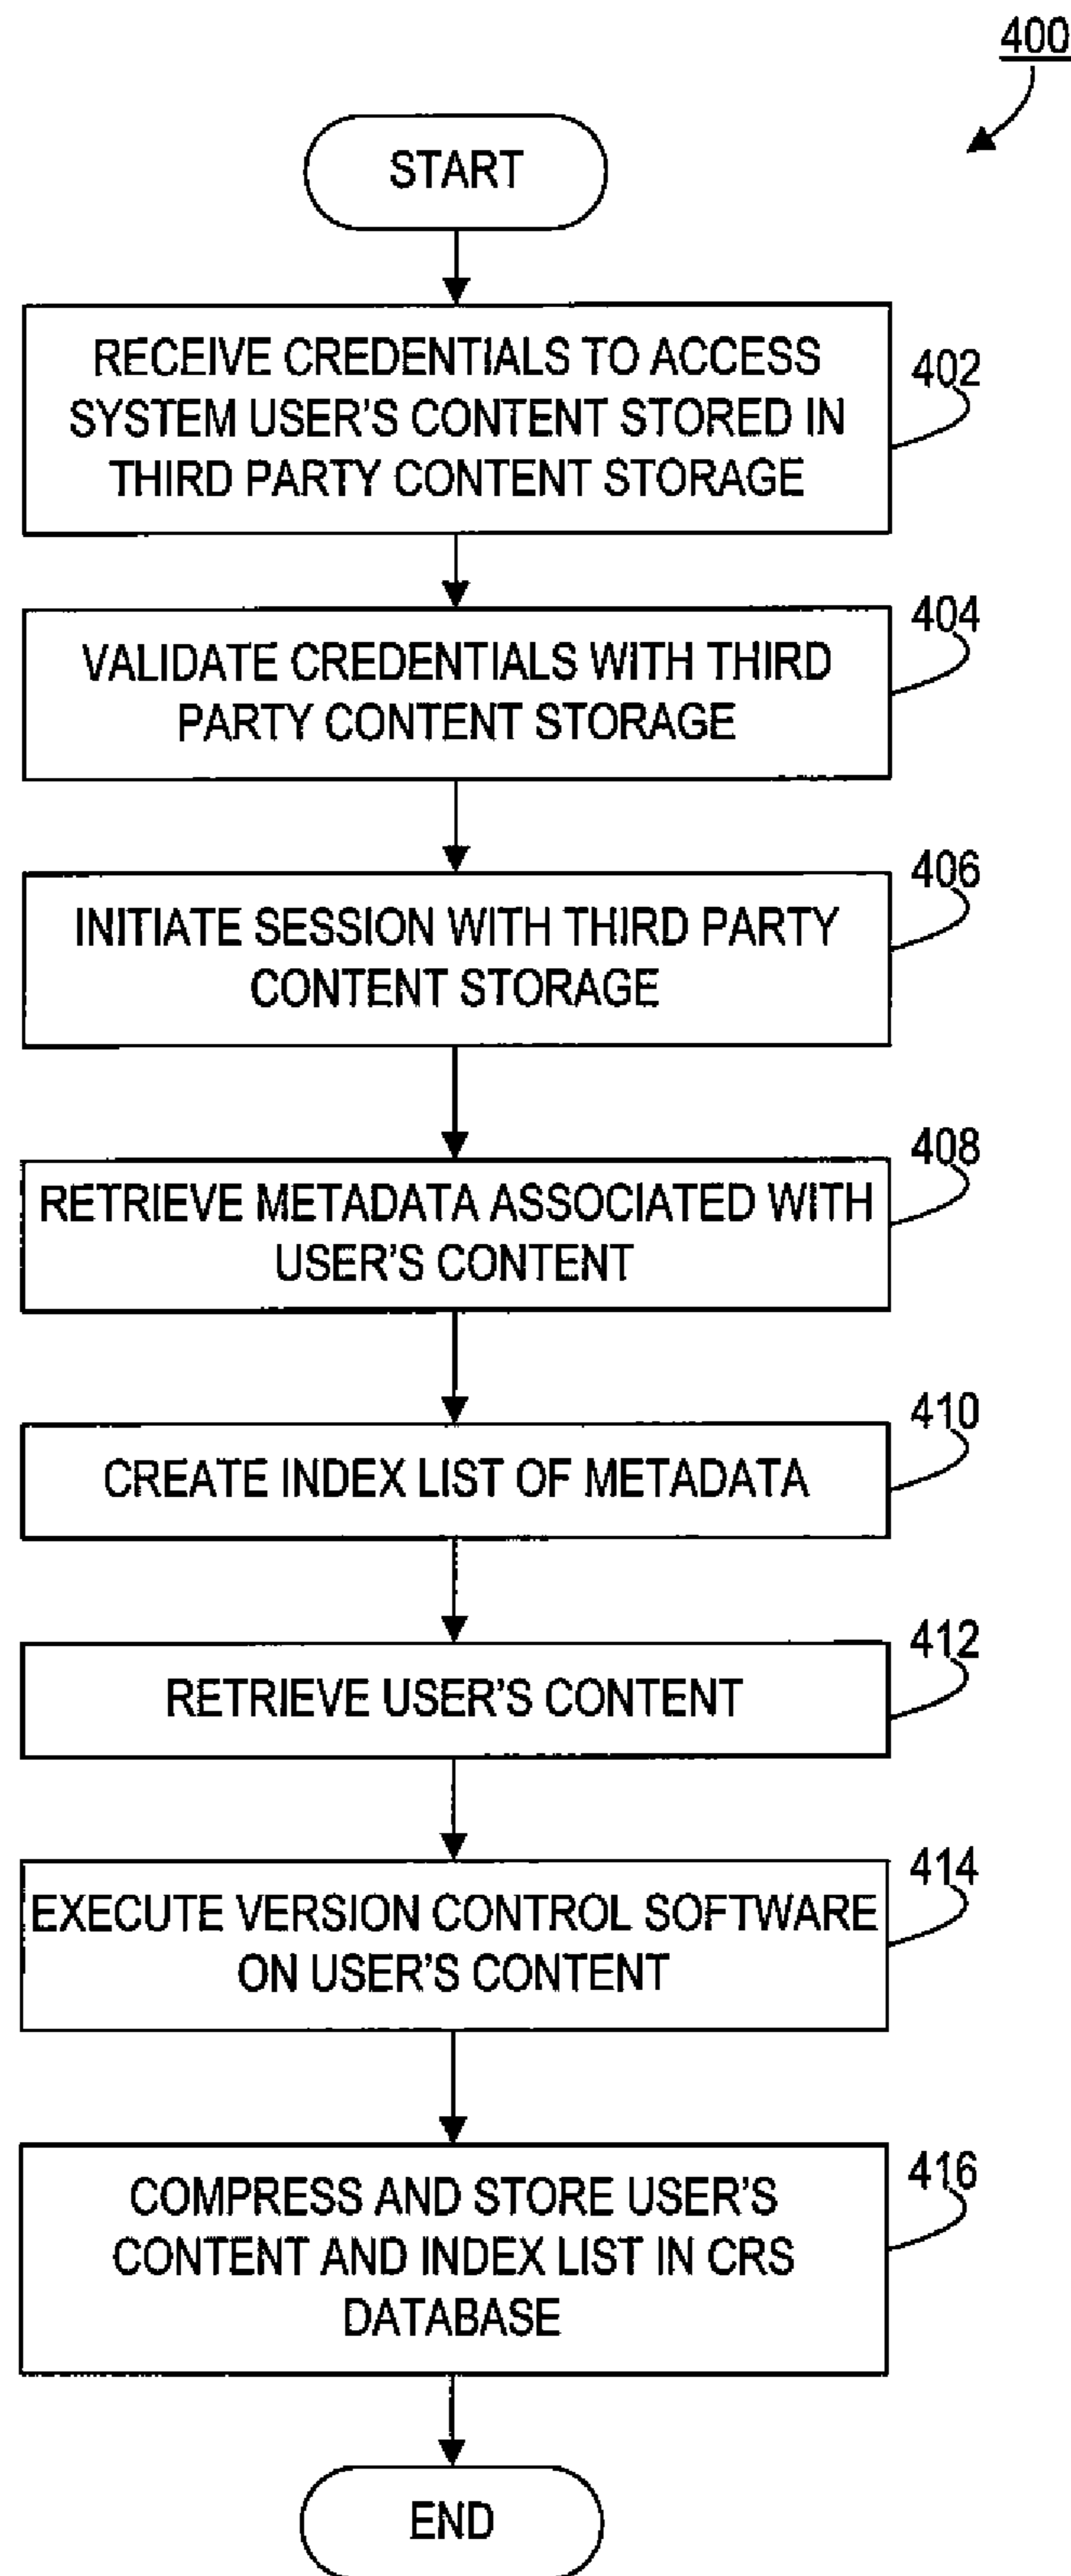 400
START
RECEIVE CREDENTIALS TO ACCESS
SYSTEM USER'S CONTENT STORED IN
THIRD PARTY CONTENT STORAGE
402
VALIDATE CREDENTIALS WITH THIRD
PARTY CONTENT STORAGE
404
INITIATE SESSION WITH THIRD PARTY
CONTENT STORAGE
406
RETRIEVE METADATA ASSOCIATED WITH
USER'S CONTENT
408
CREATE INDEX LIST OF METADATA
410
RETRIEVE USER'S CONTENT
412
EXECUTE VERSION CONTROL SOFTWARE
ON USER'S CONTENT
414
COMPRESS AND STORE USER'S
CONTENT AND INDEX LIST IN CRS
DATABASE
416
END